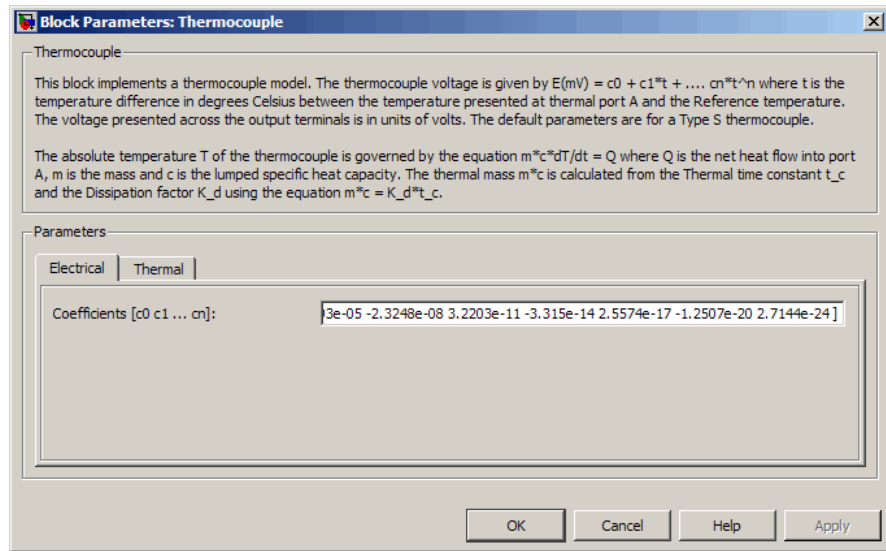 Block Parameters: Thermocouple
Thermocouple
This block implements a thermocouple model. The thermocouple voltage is given by E(mV) = c0 + c1*t + .... cn*t^n where t is the
temperature difference in degrees Celsius between the temperature presented at thermal port A and the Reference temperature.
The voltage presented across the output terminals is in units of volts. The default parameters are for a Type S thermocouple.
The absolute temperature T of the thermocouple is governed by the equation m*c*dT/dt = Q where Q is the net heat flow into port
A, m is the mass and c is the lumped specific heat capacity. The thermal mass m*c is calculated from the Thermal time constant t_c
and the Dissipation factor K_d using the equation m*c = K_d*t_c.
Parameters
Electrical Thermal
Coefficients [c0 c1 ... cn]: 3e-05 -2.3248e-08 3.2203e-11 -3.315e-14 2.5574e-17 -1.2507e-20 2.7144e-24 ]
OK Cancel Help Apply